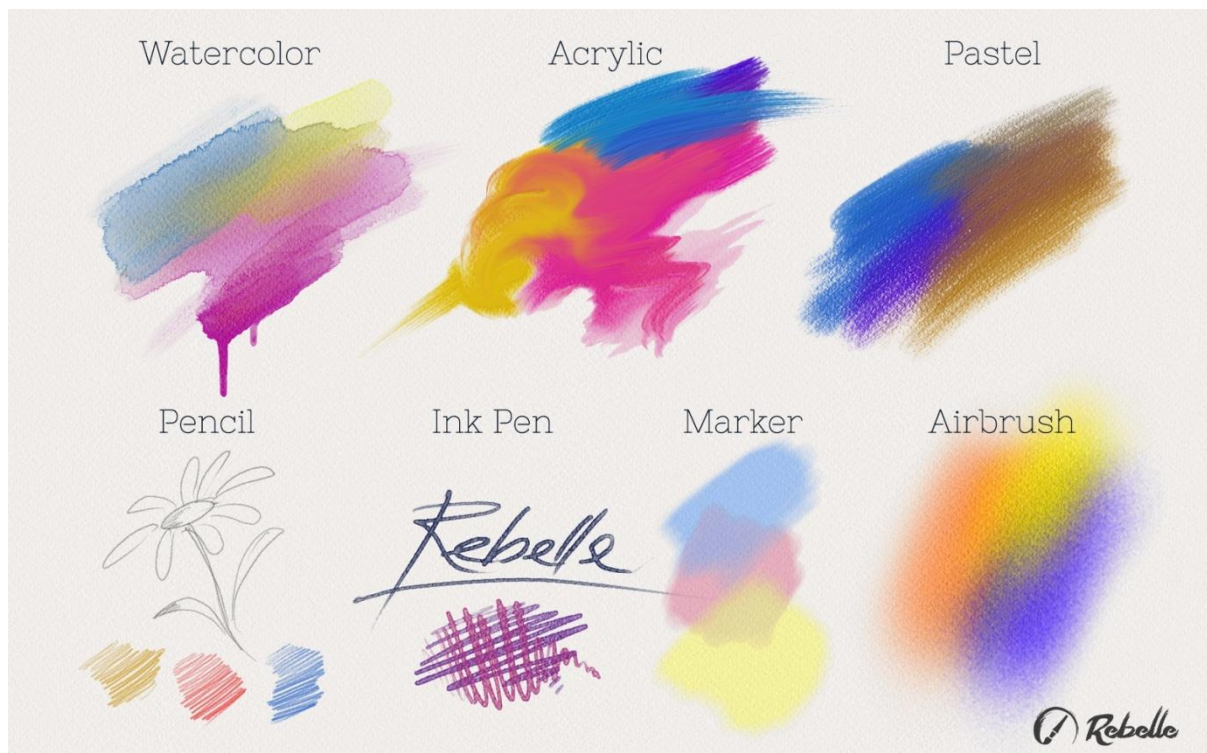 Watercolor
Acrylic
Pastel
Pencil
Ink Pen
Marker
Airbrush
Rebelle
Rebelle